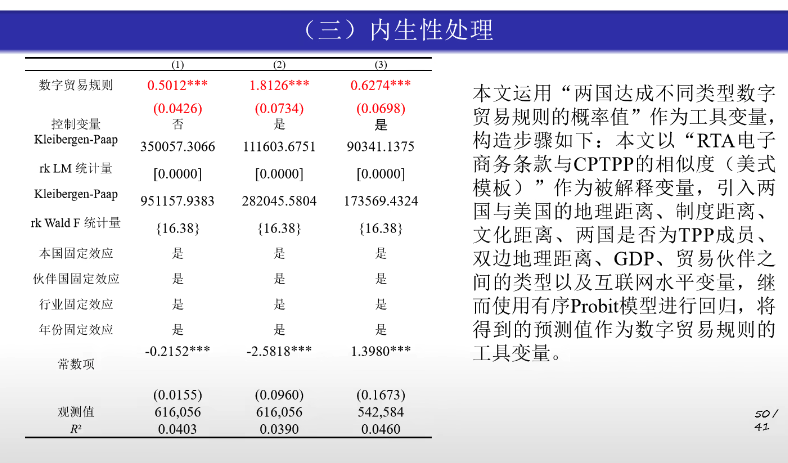 （三）内生性处理
(1) (2) (3)
数字贸易规则 0.5012*** 1.8126*** 0.6274***
(0.0426) (0.0734) (0.0698)
控制变量 否 是 是
Kleibergen-Paap
350057.3066 111603.6751 90341.1375
rk LM 统计量 [0.0000] [0.0000] [0.0000]
Kleibergen-Paap
951157.9383 282045.5804 173569.4324
rk Wald F 统计量 {16.38} {16.38} {16.38}
本国固定效应 是 是 是
伙伴国固定效应 是 是 是
行业固定效应 是 是 是
年份固定效应 是 是 是
-0.2152*** -2.5818*** 1.3980***
常数项
(0.0155) (0.0960) (0.1673)
观测值 616,056 616,056 542,584
R² 0.0403 0.0390 0.0460
本文运用“两国达成不同类型数字
贸易规则的概率值”作为工具变量，
构造步骤如下：本文以“RTA电子
商务条款与CPTPP的相似度（美式
模板）”作为被解释变量，引入两
国与美国的地理距离、制度距离、
文化距离、两国是否为TPP成员、
双边地理距离、GDP、贸易伙伴之
间的类型以及互联网水平变量，继
而使用有序Probit模型进行回归，将
得到的预测值作为数字贸易规则的
工具变量。
50 /
41